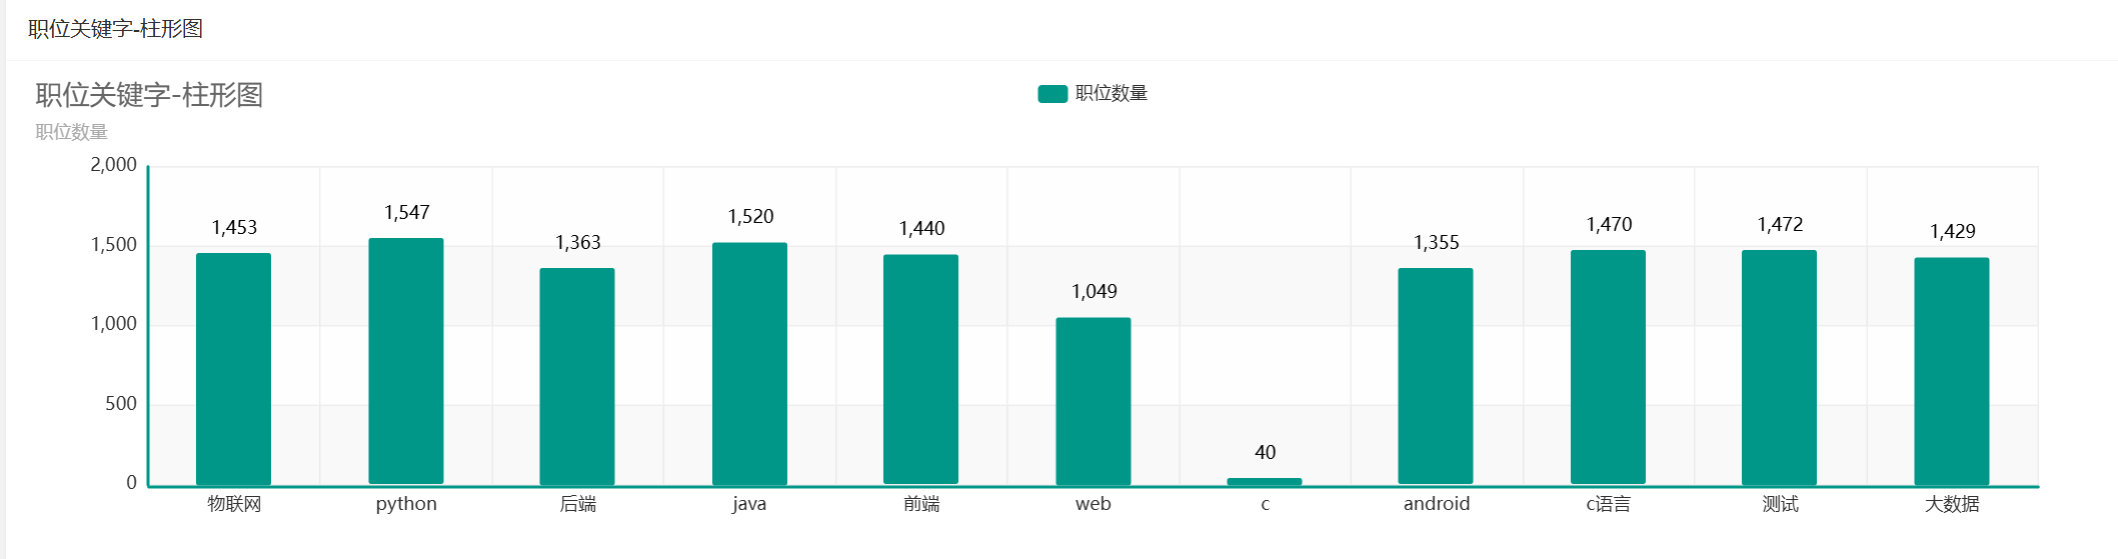 职位关键字-柱形图
职位关键字-柱形图
职位数量
职位数量
2,000
1,500
1,000
500
0
1,453
1,547
1,363
1,520
1,440
1,049
40
1,355
1,470
1,472
1,429
物联网
python
后端
java
前端
web
c
android
c语言
测试
大数据